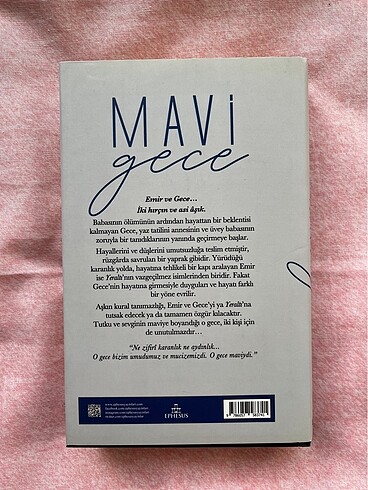 MAVİ
gece
Emir ve Gece...
İki hırçın ve asi âşık.
Babasının ölümünün ardından hayattan bir beklentisi
kalmayan Gece, yaz tatilini annesinin ve üvey babasının
zoruyla bir tanıdıklarının yanında geçirmeye başlar.
Hayallerini ve düşlerini umutsuzluğa teslim etmiştir,
rüzgârda savrulan bir yaprak gibidir. Yürüdüğü
karanlık yolda, hayatına tehlikeli bir kapı aralayan Emir
ise Yeraltı'nın vazgeçilmez isimlerinden biridir. Fakat
Gece'nin hayatına girmesiyle duyguları ve hayatı farklı
bir yöne evrilir.
Aşkın kural tanımazlığı, Emir ve Gece'yi ya Yeraltı'na
tutsak edecek ya da tamamen özgür kılacaktır.
Tutku ve sevginin maviye boyandığı o gece, iki kişi için
de unutulmazdır...
"Ne zifirî karanlık ne aydınlık...
O gece bizim umudumuz ve mucizemizdi. O gece maviydi."
EPHESUS